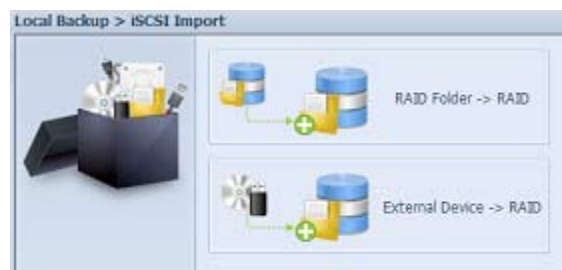 Local Backup > iSCSI Import
RAID Folder -> RAID
External Device -> RAID